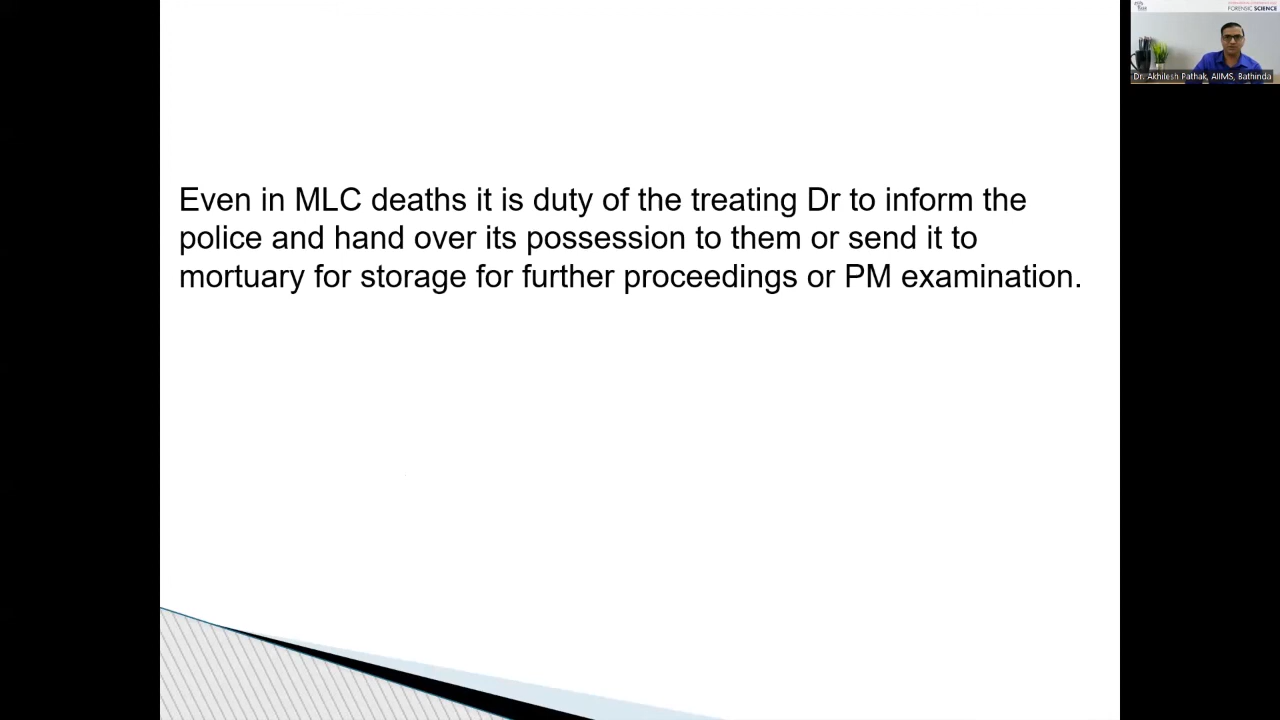 FORENSIC SCIENCE
Dr. Akhilesh Pathak, AIIMS, Bathinda
Even in MLC deaths it is duty of the treating Dr to inform the
police and hand over its possession to them or send it to
mortuary for storage for further proceedings or PM examination.